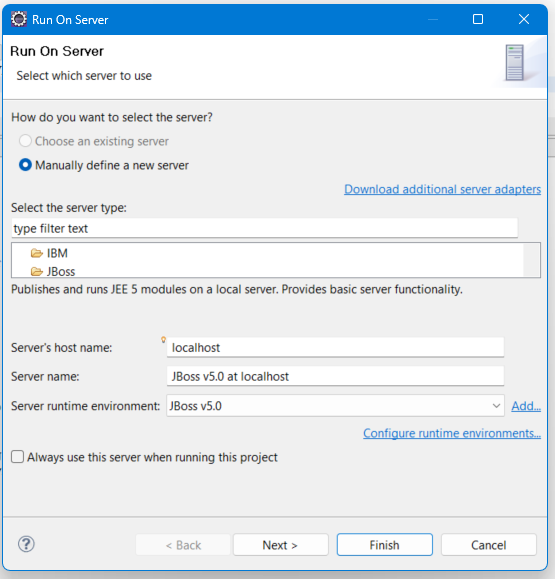 Run On Server
Run On Server
Select which server to use
How do you want to select the server?
Choose an existing server
Manually define a new server
Download additional server adapters
Select the server type:
type filter text
IBM
JBoss
Publishes and runs JEE 5 modules on a local server. Provides basic server functionality.
Server's host name: localhost
Server name: JBoss v5.0 at localhost
Server runtime environment: JBoss v5.0 Add...
Configure runtime environments...
Always use this server when running this project
? < Back Next > Finish Cancel